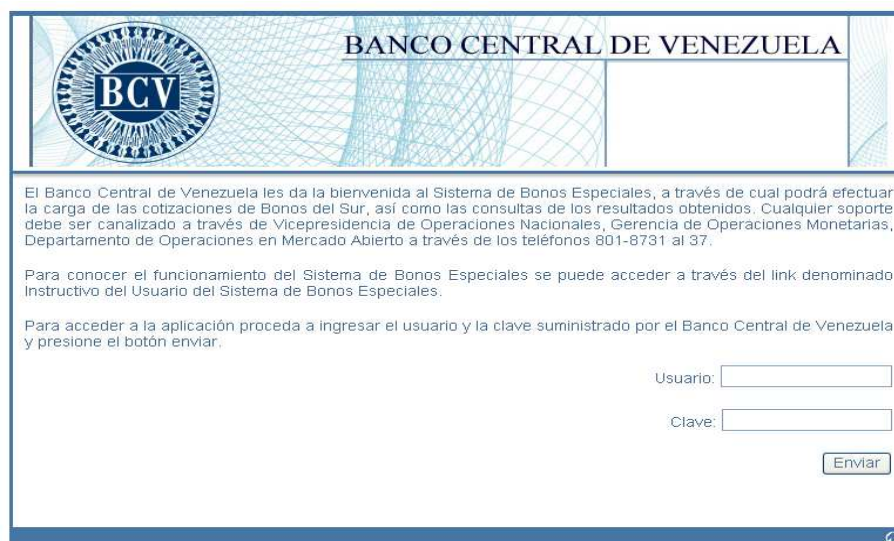 BCV
BANCO CENTRAL DE VENEZUELA
El Banco Central de Venezuela les da la bienvenida al Sistema de Bonos Especiales, a través de cual podrá efectuar
la carga de las cotizaciones de Bonos del Sur, así como las consultas de los resultados obtenidos. Cualquier soporte
debe ser canalizado a través de Vicepresidencia de Operaciones Nacionales, Gerencia de Operaciones Monetarias,
Departamento de Operaciones en Mercado Abierto a través de los teléfonos 801-8731 al 37.
Para conocer el funcionamiento del Sistema de Bonos Especiales se puede acceder a través del link denominado
Instructivo del Usuario del Sistema de Bonos Especiales.
Para acceder a la aplicación proceda a ingresar el usuario y la clave suministrado por el Banco Central de Venezuela
y presione el botón enviar.
Usuario:
Clave:
Enviar